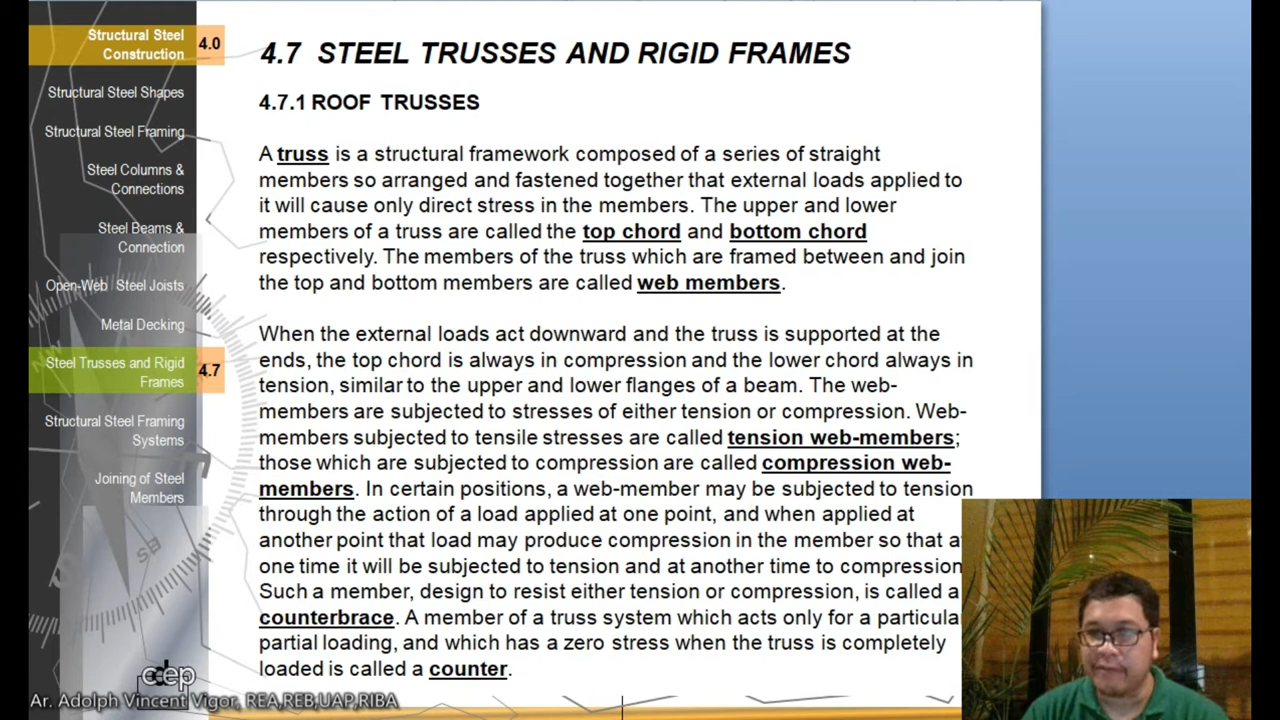 Structural Steel
Construction
4.0
Structural Steel Shapes
Structural Steel Framing
Steel Columns &
Connections
Steel Beams &
Connection
Open-Web Steel Joists
Metal Decking
Steel Trusses and Rigid
Frames
4.7
Structural Steel Framing
Systems
Joining of Steel
Members
4.7 STEEL TRUSSES AND RIGID FRAMES
4.7.1 ROOF TRUSSES
A truss is a structural framework composed of a series of straight
members so arranged and fastened together that external loads applied to
it will cause only direct stress in the members. The upper and lower
members of a truss are called the top chord and bottom chord
respectively. The members of the truss which are framed between and join
the top and bottom members are called web members.
When the external loads act downward and the truss is supported at the
ends, the top chord is always in compression and the lower chord always in
tension, similar to the upper and lower flanges of a beam. The web-
members are subjected to stresses of either tension or compression. Web-
members subjected to tensile stresses are called tension web-members;
those which are subjected to compression are called compression web-
members. In certain positions, a web-member may be subjected to tension
through the action of a load applied at one point, and when applied at
another point that load may produce compression in the member so that at
one time it will be subjected to tension and at another time to compression
Such a member, design to resist either tension or compression, is called a
counterbrace. A member of a truss system which acts only for a particula
partial loading, and which has a zero stress when the truss is completely
loaded is called a counter.
cdep
Ar. Adolph Vincent Vigor, REA,REB,UAP,RIBA